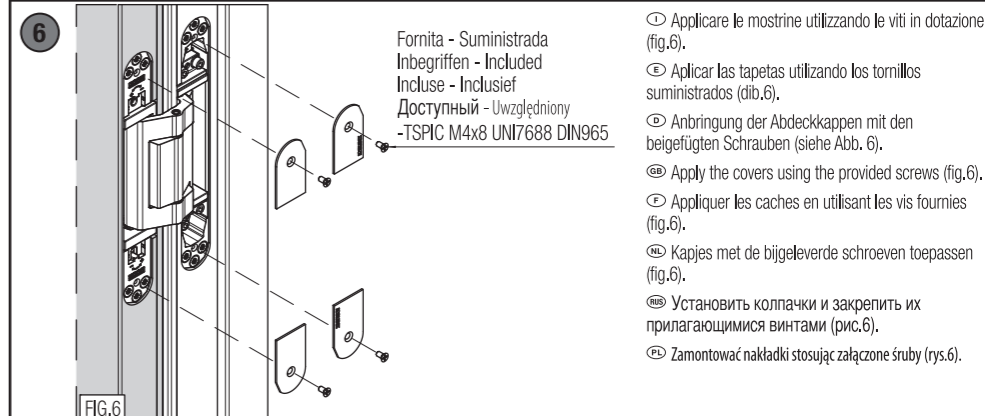 6
Fornita - Suministrada
Inbegriffen - Included
Incluse - Inclusief
Доступный - Uwzględniony
-TSPIC M4x8 UNI7688 DIN965
FIG.6
I Applicare le mostrine utilizzando le viti in dotazione
(fig.6).
E Aplicar las tapetas utilizando los tornillos
suministrados (dib.6).
D Anbringung der Abdeckkappen mit den
beigefügten Schrauben (siehe Abb. 6).
GB Apply the covers using the provided screws (fig.6).
F Appliquer les caches en utilisant les vis fournies
(fig.6).
NL Kapjes met de bijgeleverde schroeven toepassen
(fig.6).
RUS Установить колпачки и закрепить их
прилагающимися винтами (рис.6).
PL Zamontować nakładki stosując załączone śruby (rys.6).